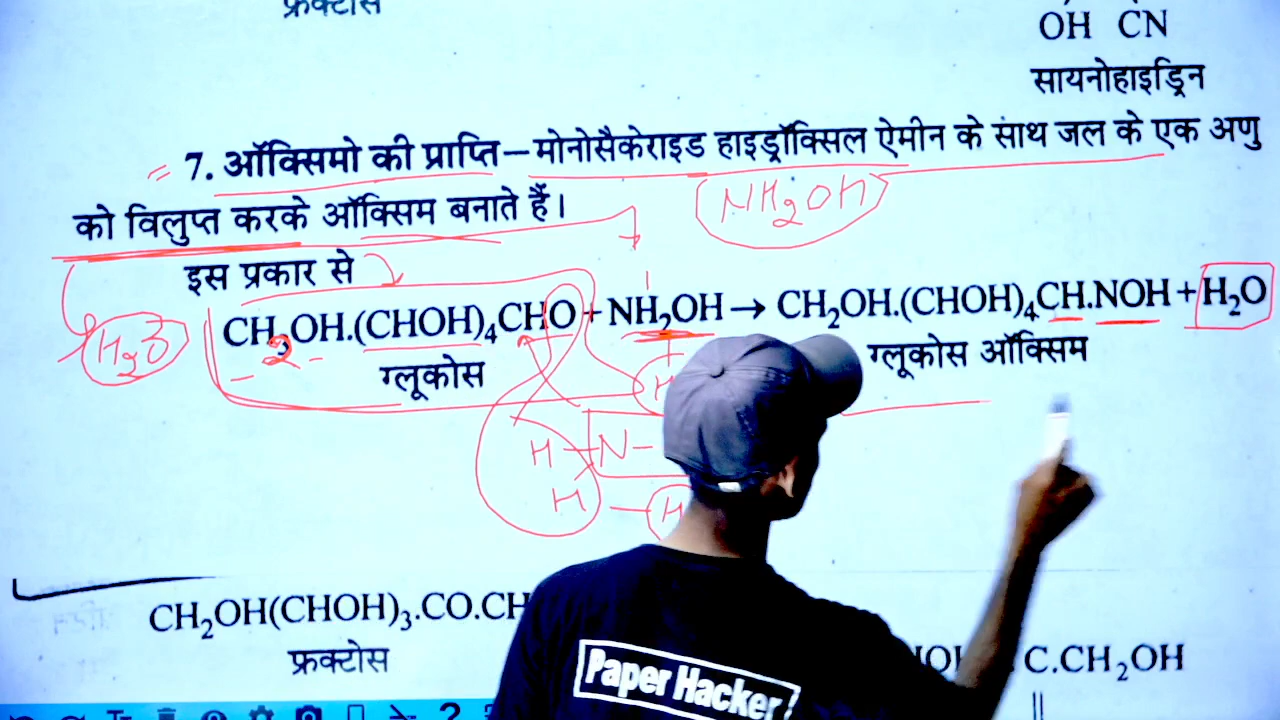 फ्रक्टोस
OH CN
सायनोहाइड्रिन
7. ऑक्सिमो की प्राप्ति—मोनोसैकेराइड हाइड्रॉक्सिल ऐमीन के साथ जल के एक अणु
NH₂OH
को विलुप्त करके ऑक्सिम बनाते हैं।
इस प्रकार से
H₂O
CH₂OH.(CHOH)₄CHO + NH₂OH → CH₂OH.(CHOH)₄CH.NOH + H₂O
ग्लूकोस ग्लूकोस ऑक्सिम
H
H N-
H H
CH₂OH(CHOH)₃.CO.CH
फ्रक्टोस
C.CH₂OH
Paper Hacker